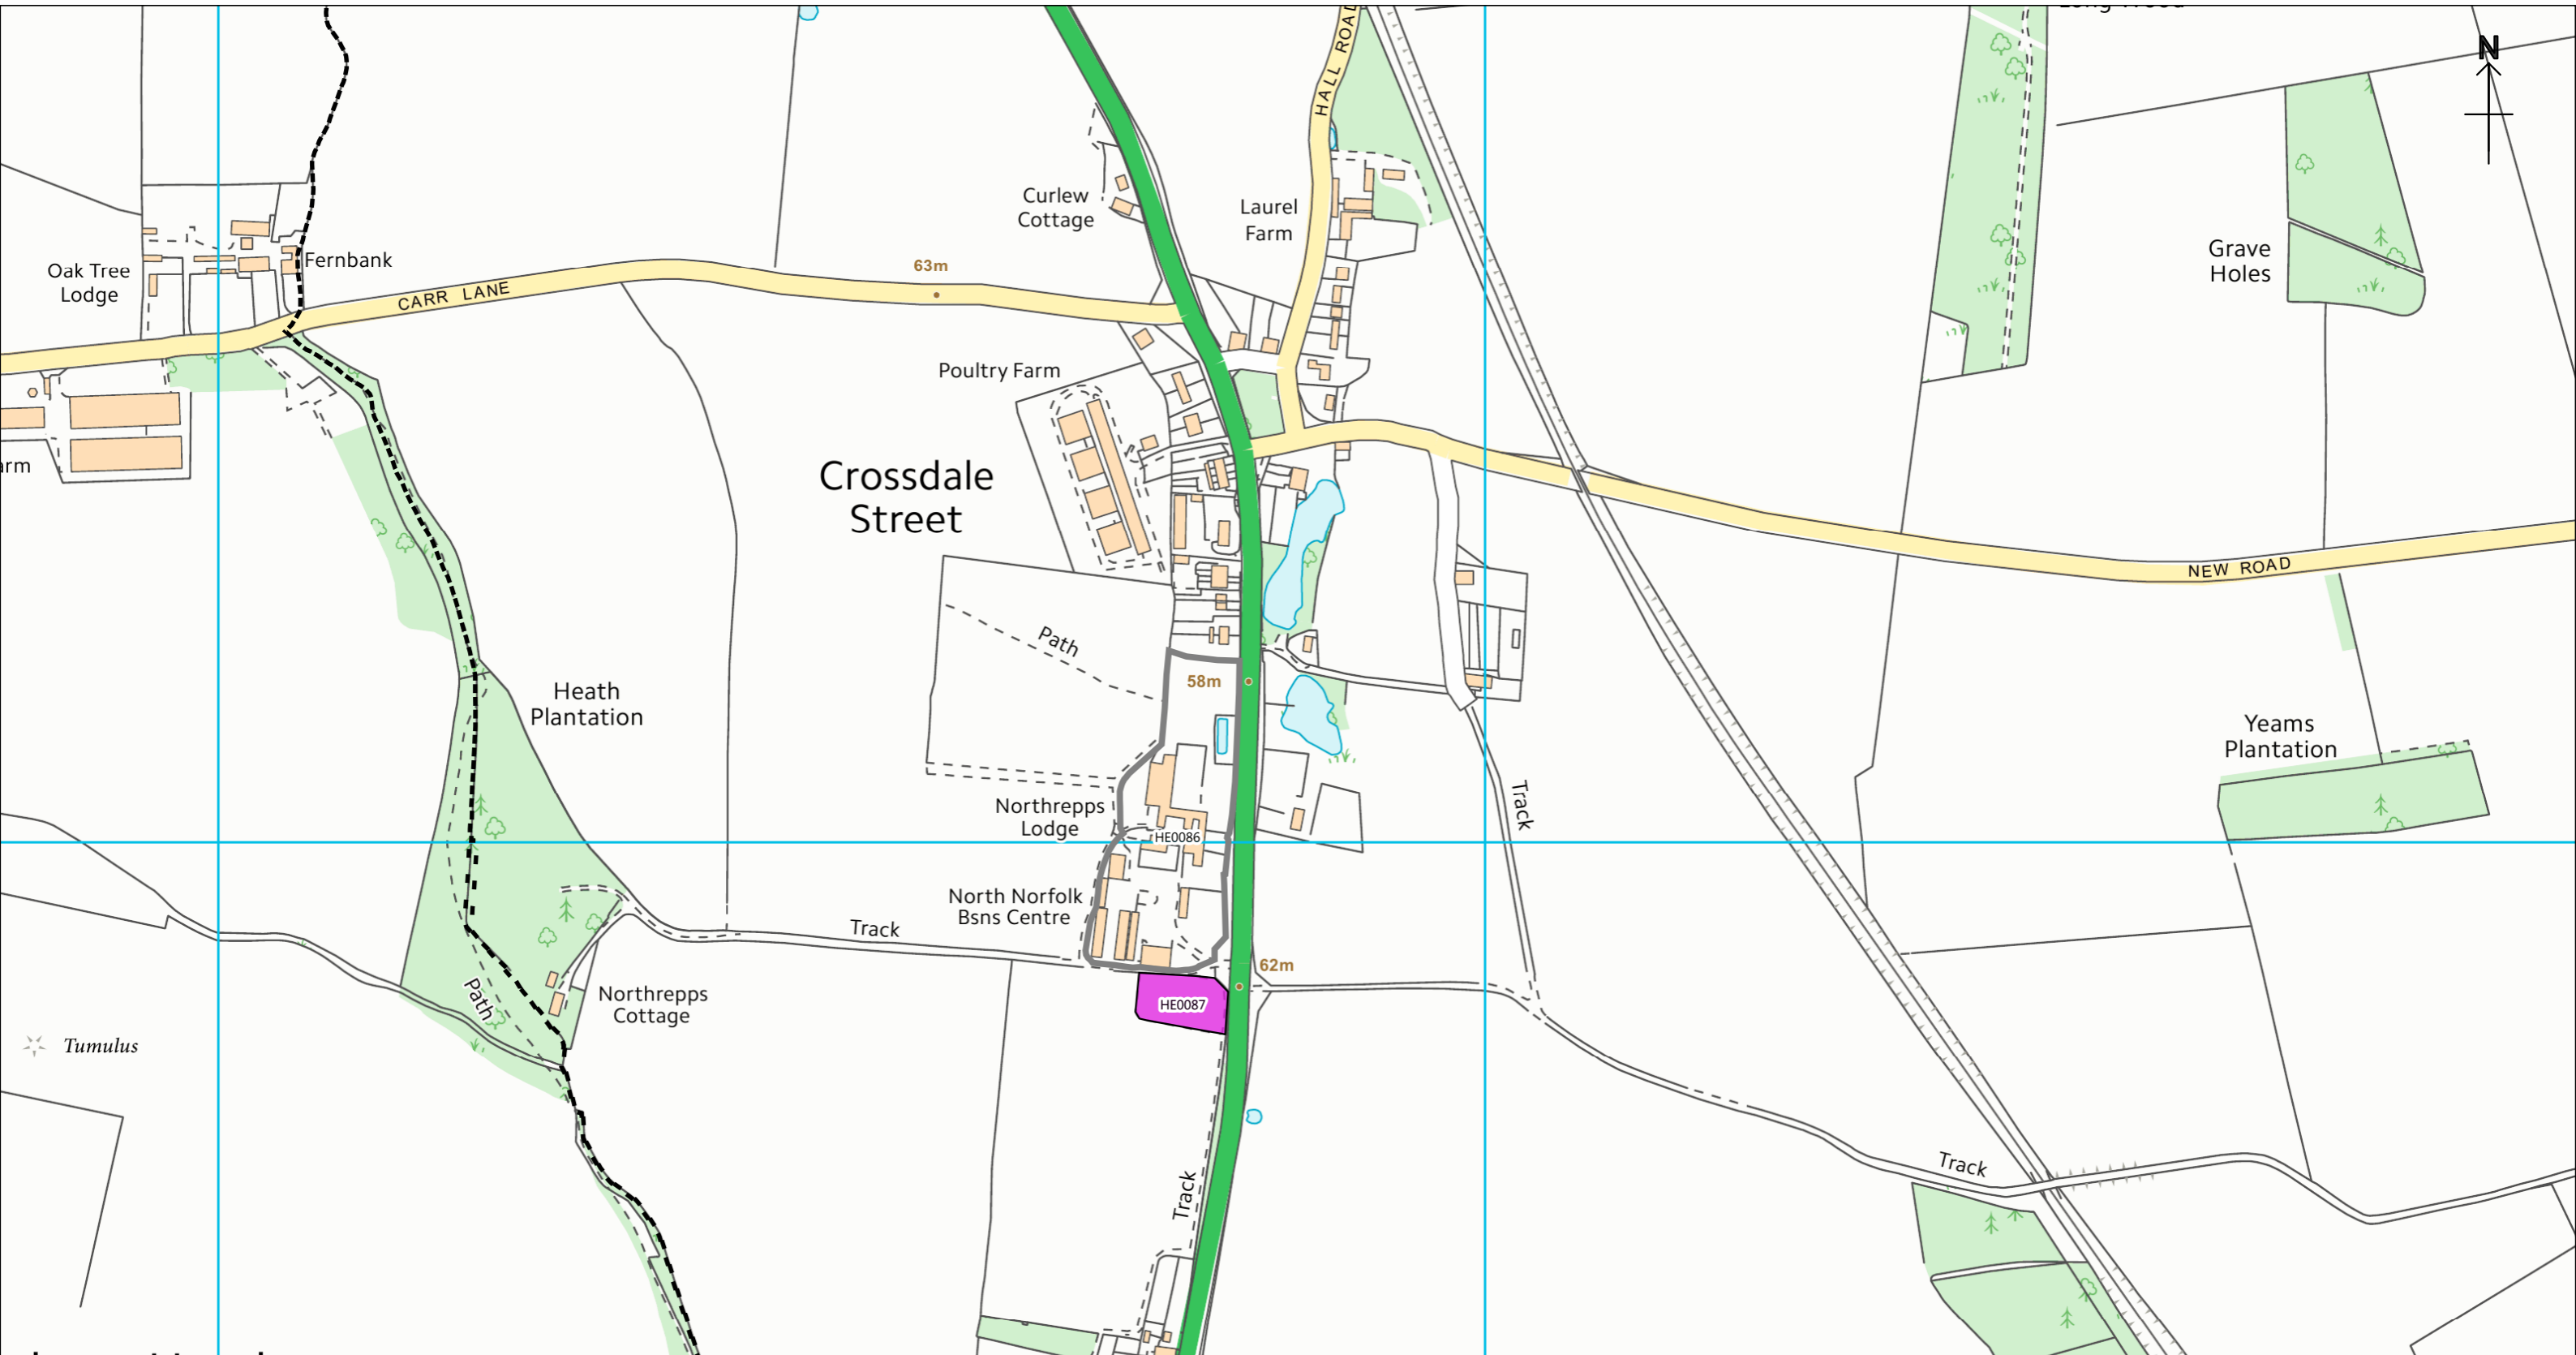 N
HALL ROAD
Curlew
Cottage
Laurel
Farm
Grave
Holes
Oak Tree
Lodge
Fernbank
63m
CARR LANE
Poultry Farm
arm
Crossdale
Street
NEW ROAD
Path
58m
Heath
Plantation
Yeams
Plantation
Northrepps
Lodge
HE0086
Track
North Norfolk
Bsns Centre
Track
62m
Path
Northrepps
Cottage
HE0087
Tumulus
Track
Track